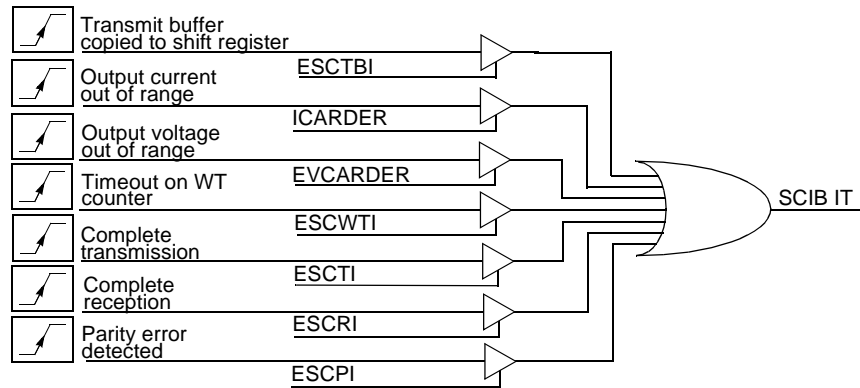 Transmit buffer
copied to shift register
ESCTBI
Output current
out of range
ICARDER
Output voltage
out of range
EVCARDER
Timeout on WT
counter
ESCWTI
SCIB IT
Complete
transmission
ESCTI
Complete
reception
ESCRI
Parity error
detected
ESCPI